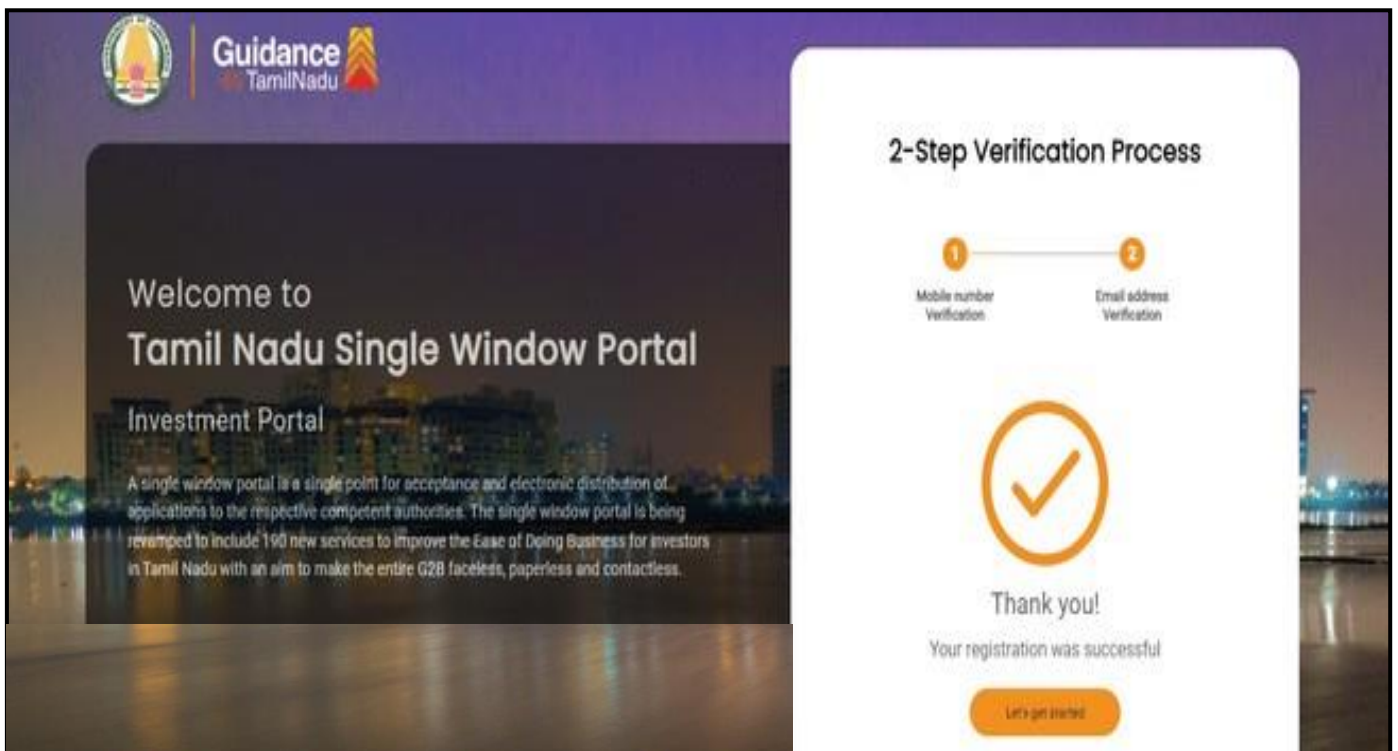 Guidance
TamilNadu
Welcome to
Tamil Nadu Single Window Portal
Investment Portal
A single window portal is a single point for acceptance and electronic distribution of
applications to the respective competent authorities. The single window portal is being
revamped to include 190 new services to improve the Ease of Doing Business for investors
in Tamil Nadu with an aim to make the entire G2B faceless, paperless and contactless.
2-Step Verification Process
1
2
Mobile number
Verification
Email address
Verification
Thank you!
Your registration was successful
Let's get started